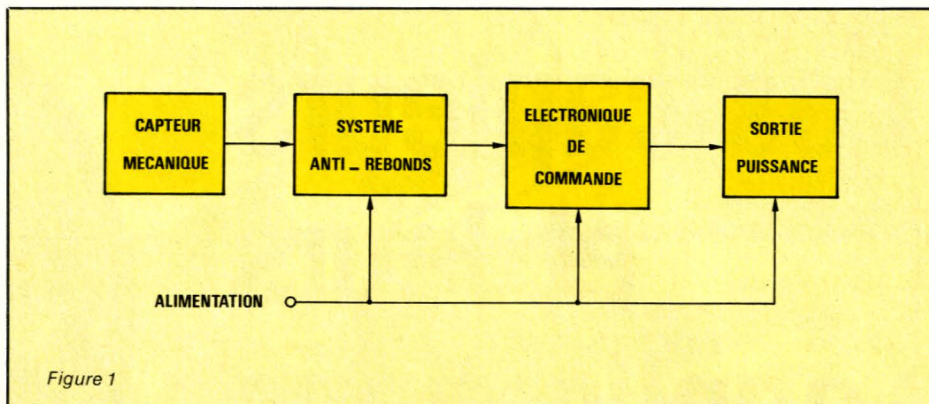 CAPTEUR
MECANIQUE
SYSTEME
ANTI _ REBONDS
ELECTRONIQUE
DE
COMMANDE
SORTIE
PUISSANCE
ALIMENTATION
Figure 1